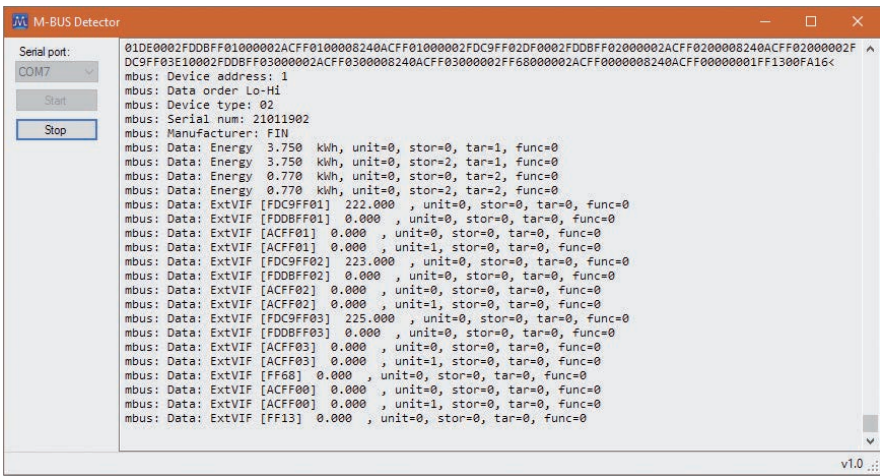 M-BUS Detector
Serial port:
COM7
Start
Stop
01DE0002FDDBFF01000002ACFF0100008240ACFF01000002FDC9FF02DF0002FDDBFF02000002ACFF0200008240ACFF02000002F
DC9FF03E10002FDDBFF03000002ACFF0300008240ACFF03000002FF68000002ACFF0000008240ACFF00000001FF1300FA16<
mbus: Device address: 1
mbus: Data order Lo-Hi
mbus: Device type: 02
mbus: Serial num: 21011902
mbus: Manufacturer: FIN
mbus: Data: Energy 3.750 kWh, unit=0, stor=0, tar=1, func=0
mbus: Data: Energy 3.750 kWh, unit=0, stor=2, tar=1, func=0
mbus: Data: Energy 0.770 kWh, unit=0, stor=0, tar=2, func=0
mbus: Data: Energy 0.770 kWh, unit=0, stor=2, tar=2, func=0
mbus: Data: ExtVIF [FDC9FF01] 222.000 , unit=0, stor=0, tar=0, func=0
mbus: Data: ExtVIF [FDDBFF01] 0.000 , unit=0, stor=0, tar=0, func=0
mbus: Data: ExtVIF [ACFF01] 0.000 , unit=0, stor=0, tar=0, func=0
mbus: Data: ExtVIF [ACFF01] 0.000 , unit=1, stor=0, tar=0, func=0
mbus: Data: ExtVIF [FDC9FF02] 223.000 , unit=0, stor=0, tar=0, func=0
mbus: Data: ExtVIF [FDDBFF02] 0.000 , unit=0, stor=0, tar=0, func=0
mbus: Data: ExtVIF [ACFF02] 0.000 , unit=0, stor=0, tar=0, func=0
mbus: Data: ExtVIF [ACFF02] 0.000 , unit=1, stor=0, tar=0, func=0
mbus: Data: ExtVIF [FDC9FF03] 225.000 , unit=0, stor=0, tar=0, func=0
mbus: Data: ExtVIF [FDDBFF03] 0.000 , unit=0, stor=0, tar=0, func=0
mbus: Data: ExtVIF [ACFF03] 0.000 , unit=0, stor=0, tar=0, func=0
mbus: Data: ExtVIF [ACFF03] 0.000 , unit=1, stor=0, tar=0, func=0
mbus: Data: ExtVIF [FF68] 0.000 , unit=0, stor=0, tar=0, func=0
mbus: Data: ExtVIF [ACFF00] 0.000 , unit=0, stor=0, tar=0, func=0
mbus: Data: ExtVIF [ACFF00] 0.000 , unit=1, stor=0, tar=0, func=0
mbus: Data: ExtVIF [FF13] 0.000 , unit=0, stor=0, tar=0, func=0
v1.0